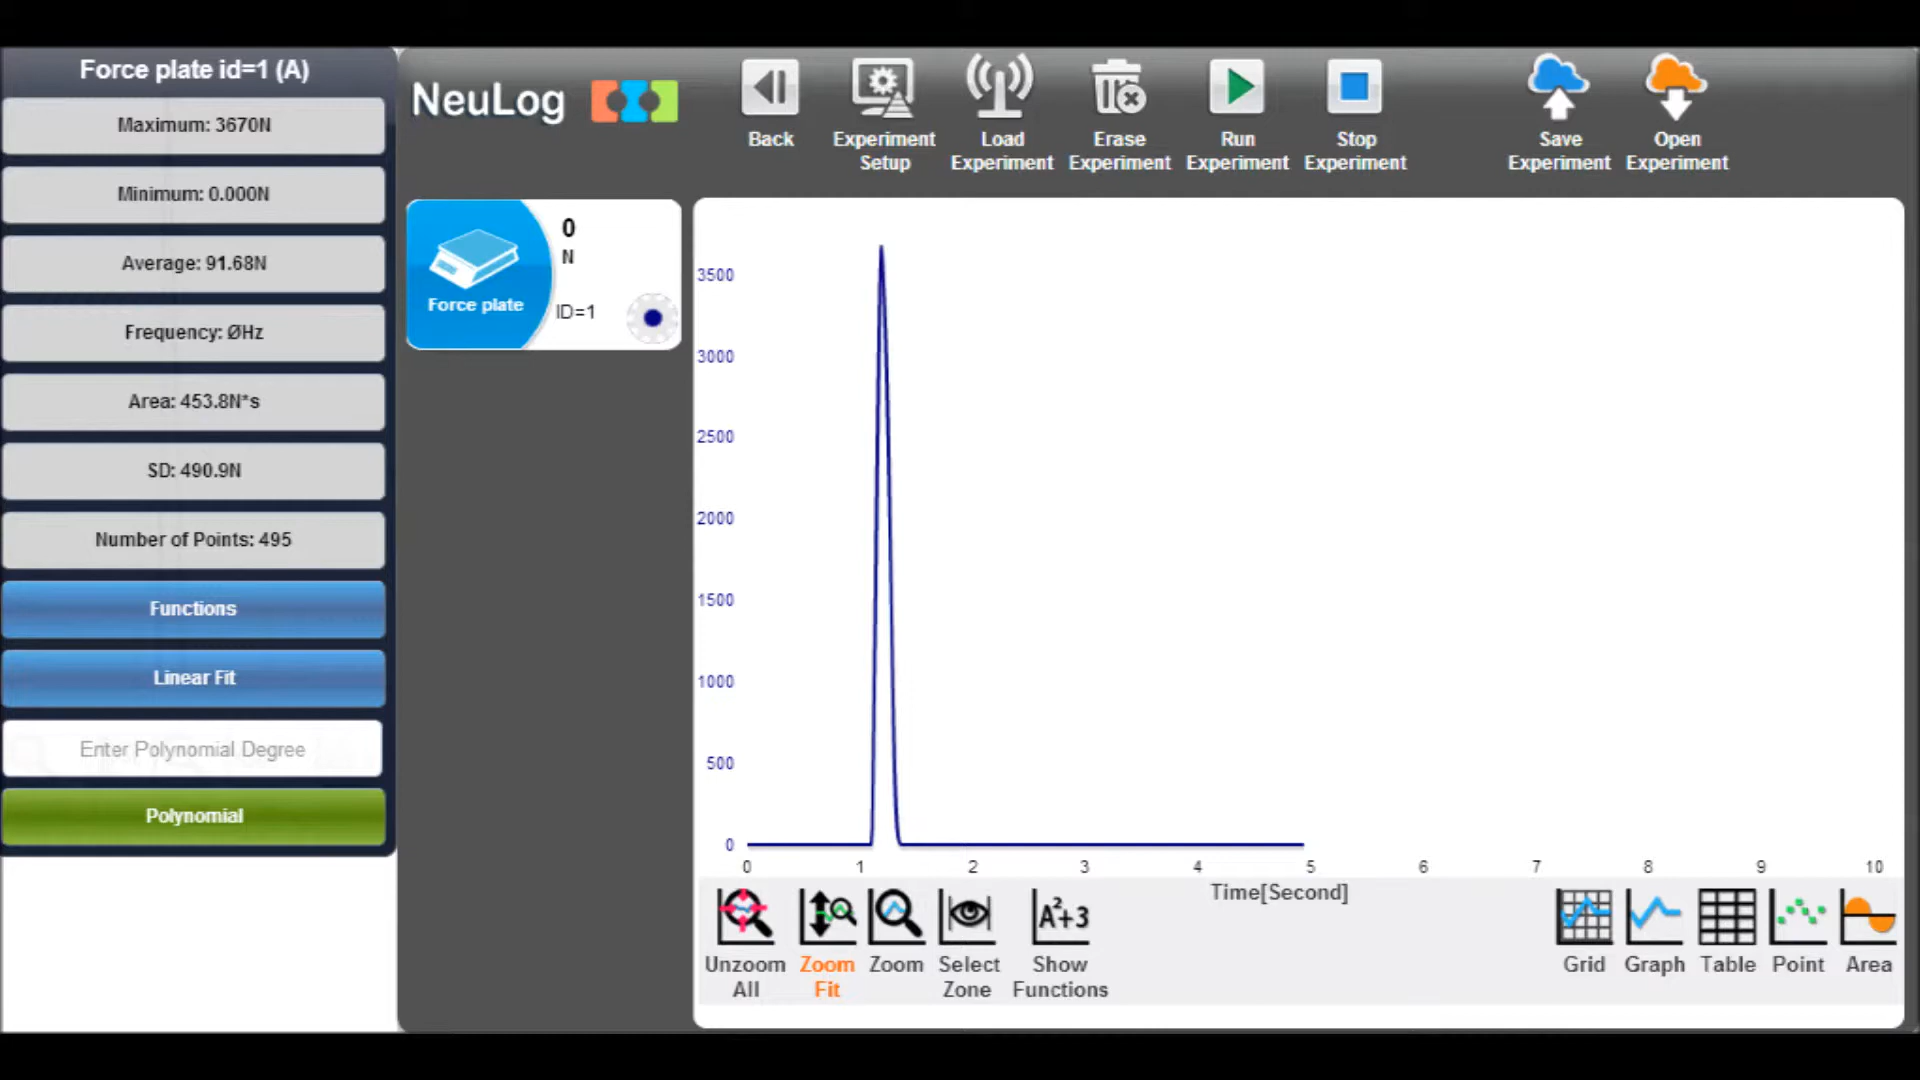 Force plate id=1 (A)
Maximum: 3670N
Minimum: 0.000N
Average: 91.68N
Frequency: ØHz
Area: 453.8N*s
SD: 490.9N
Number of Points: 495
Functions
Linear Fit
Enter Polynomial Degree
Polynomial
NeuLog
Back
Experiment
Setup
Load
Experiment
Erase
Experiment
Run
Experiment
Stop
Experiment
Save
Experiment
Open
Experiment
Force plate
0
N
ID=1
3500
3000
2500
2000
1500
1000
500
0
0 1 2 3 4 5 6 7 8 9 10
Time[Second]
Unzoom
All
Zoom
Fit
Zoom
Select
Zone
A²+3
Show
Functions
Grid
Graph
Table
Point
Area